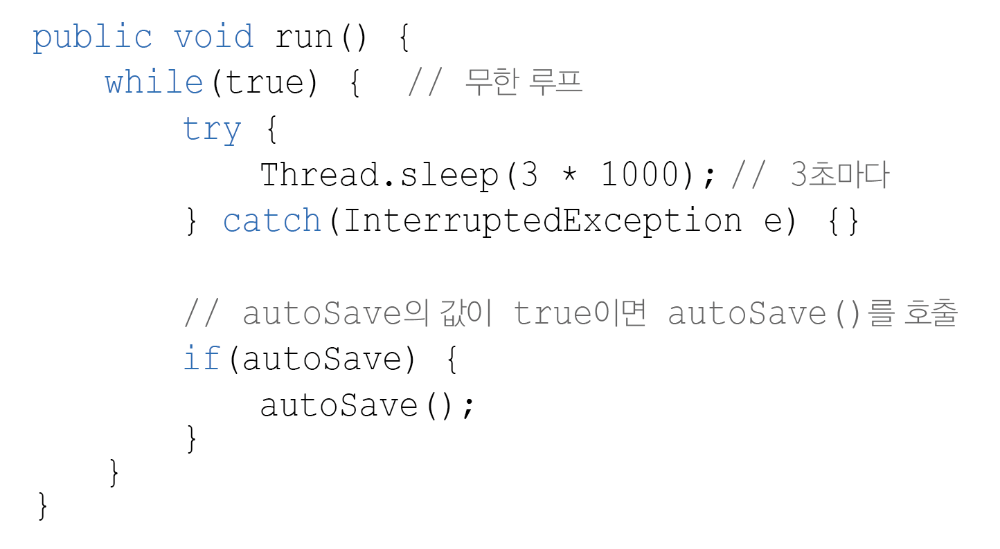 public void run() {
    while(true) {  // 무한 루프
        try {
            Thread.sleep(3 * 1000); // 3초마다
        } catch(InterruptedException e) {}

        // autoSave의 값이 true이면 autoSave()를 호출
        if(autoSave) {
            autoSave();
        }
    }
}